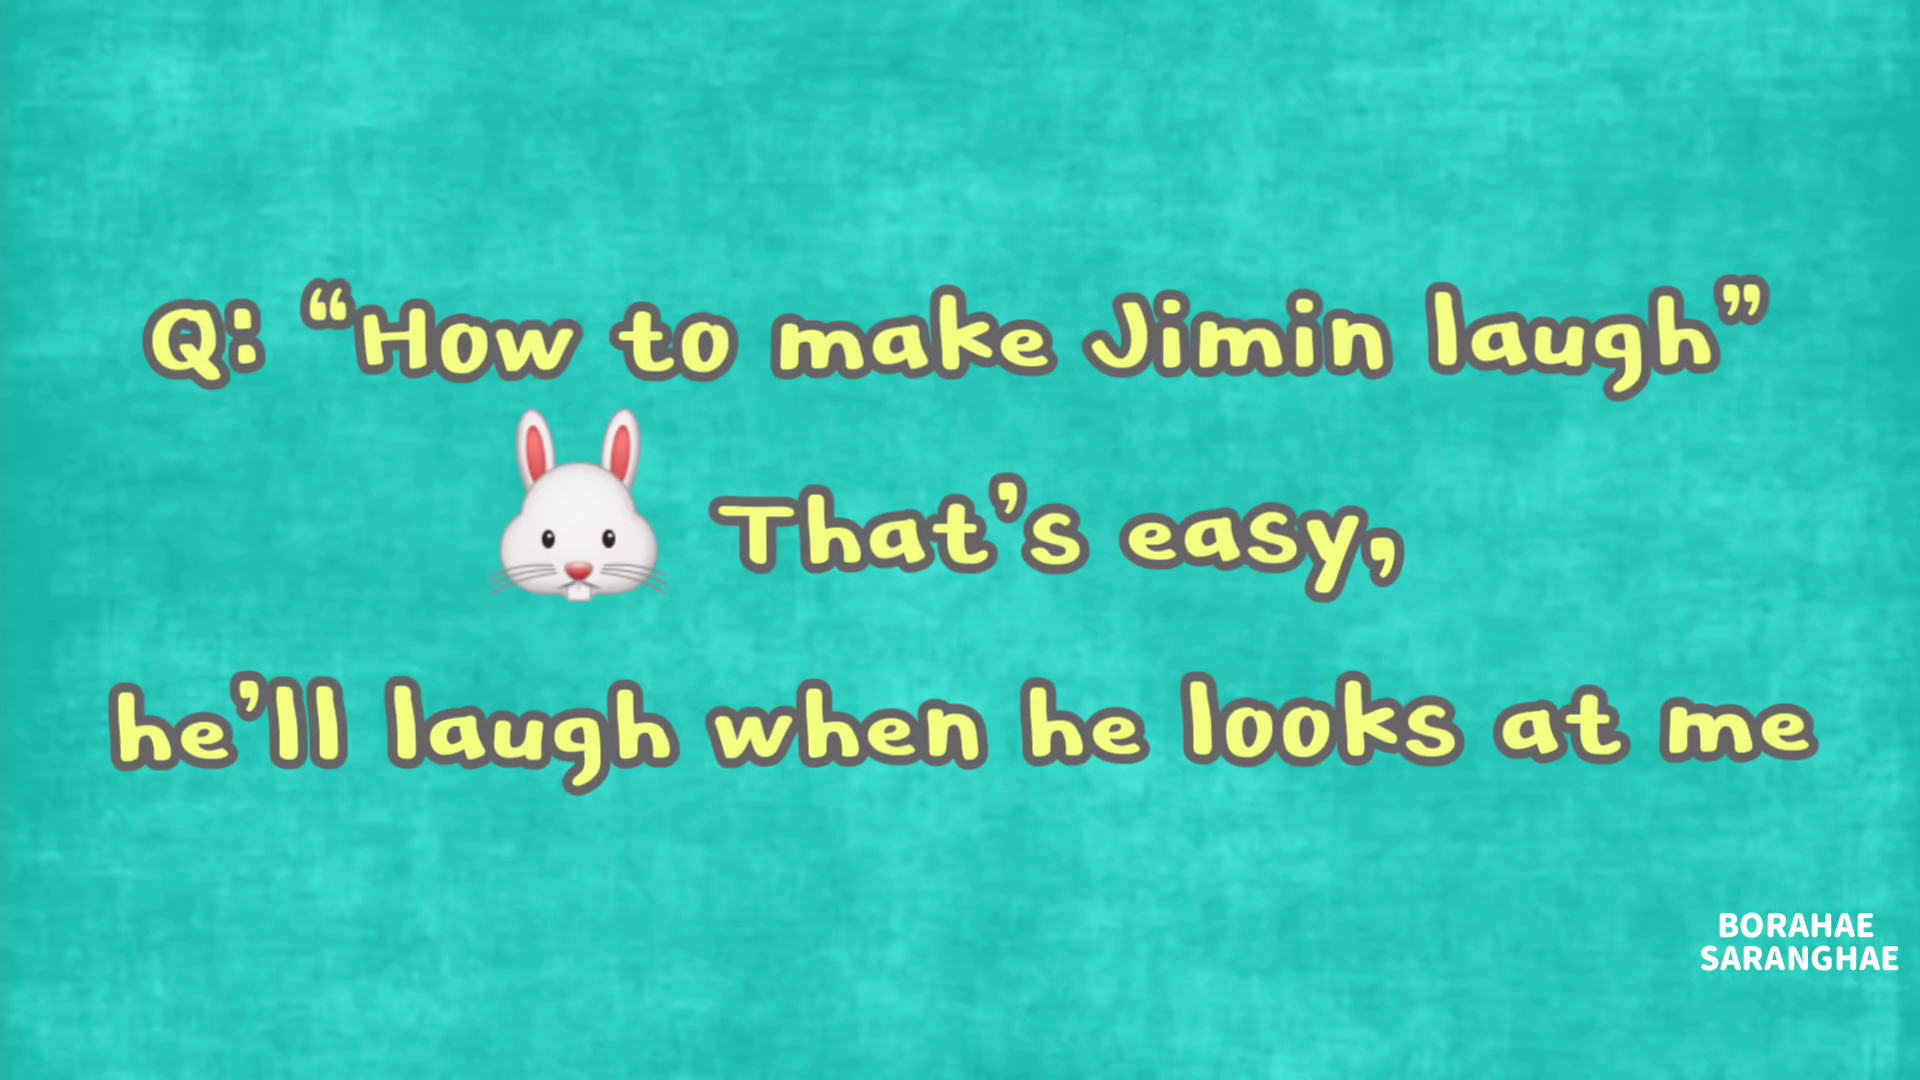 Q: “How to make Jimin laugh”
That’s easy,
he’ll laugh when he looks at me
BORAHAE
SARANGHAE